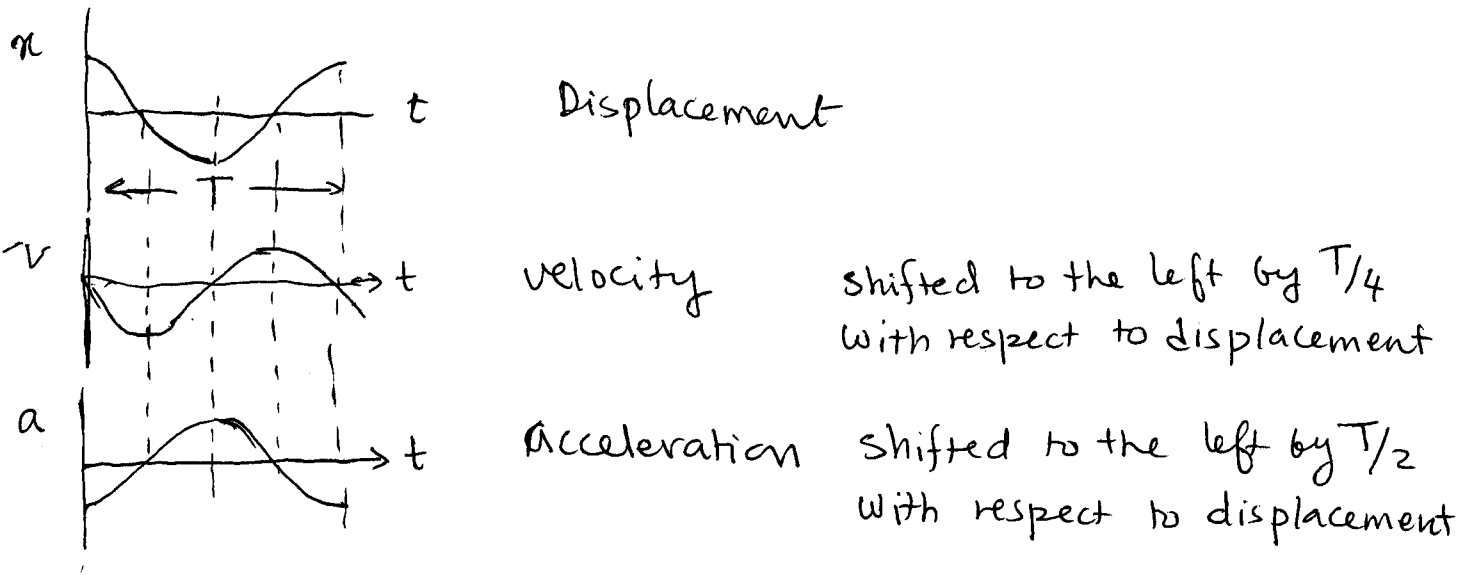 x
t
Displacement
T
v
t
velocity
shifted to the left by T/4
with respect to displacement
a
t
Acceleration
shifted to the left by T/2
with respect to displacement